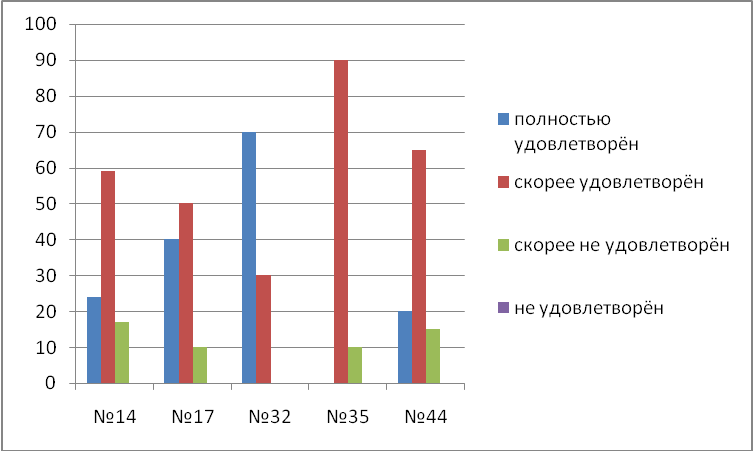 100
90
80
70
60
50
40
30
20
10
0
№14 №17 №32 №35 №44
полностью
удовлетворён
скорее удовлетворён
скорее не удовлетворён
не удовлетворён